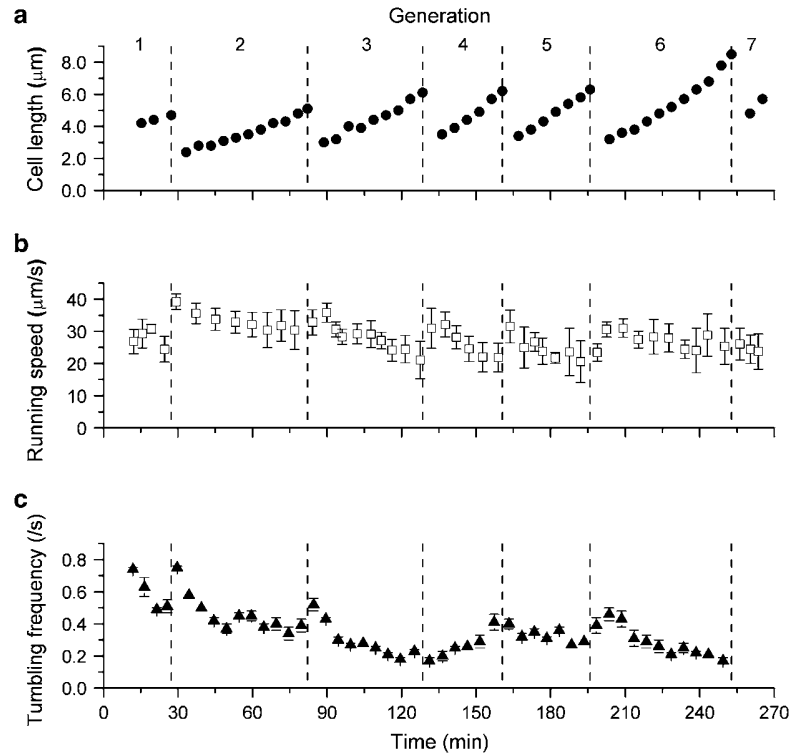 a
Generation
1 2 3 4 5 6 7
Cell length (μm)
8.0
6.0
4.0
2.0
0.0
b
Running speed (μm/s)
40
30
20
10
0
c
Tumbling frequency (/s)
0.8
0.6
0.4
0.2
0.0
0 30 60 90 120 150 180 210 240 270
Time (min)